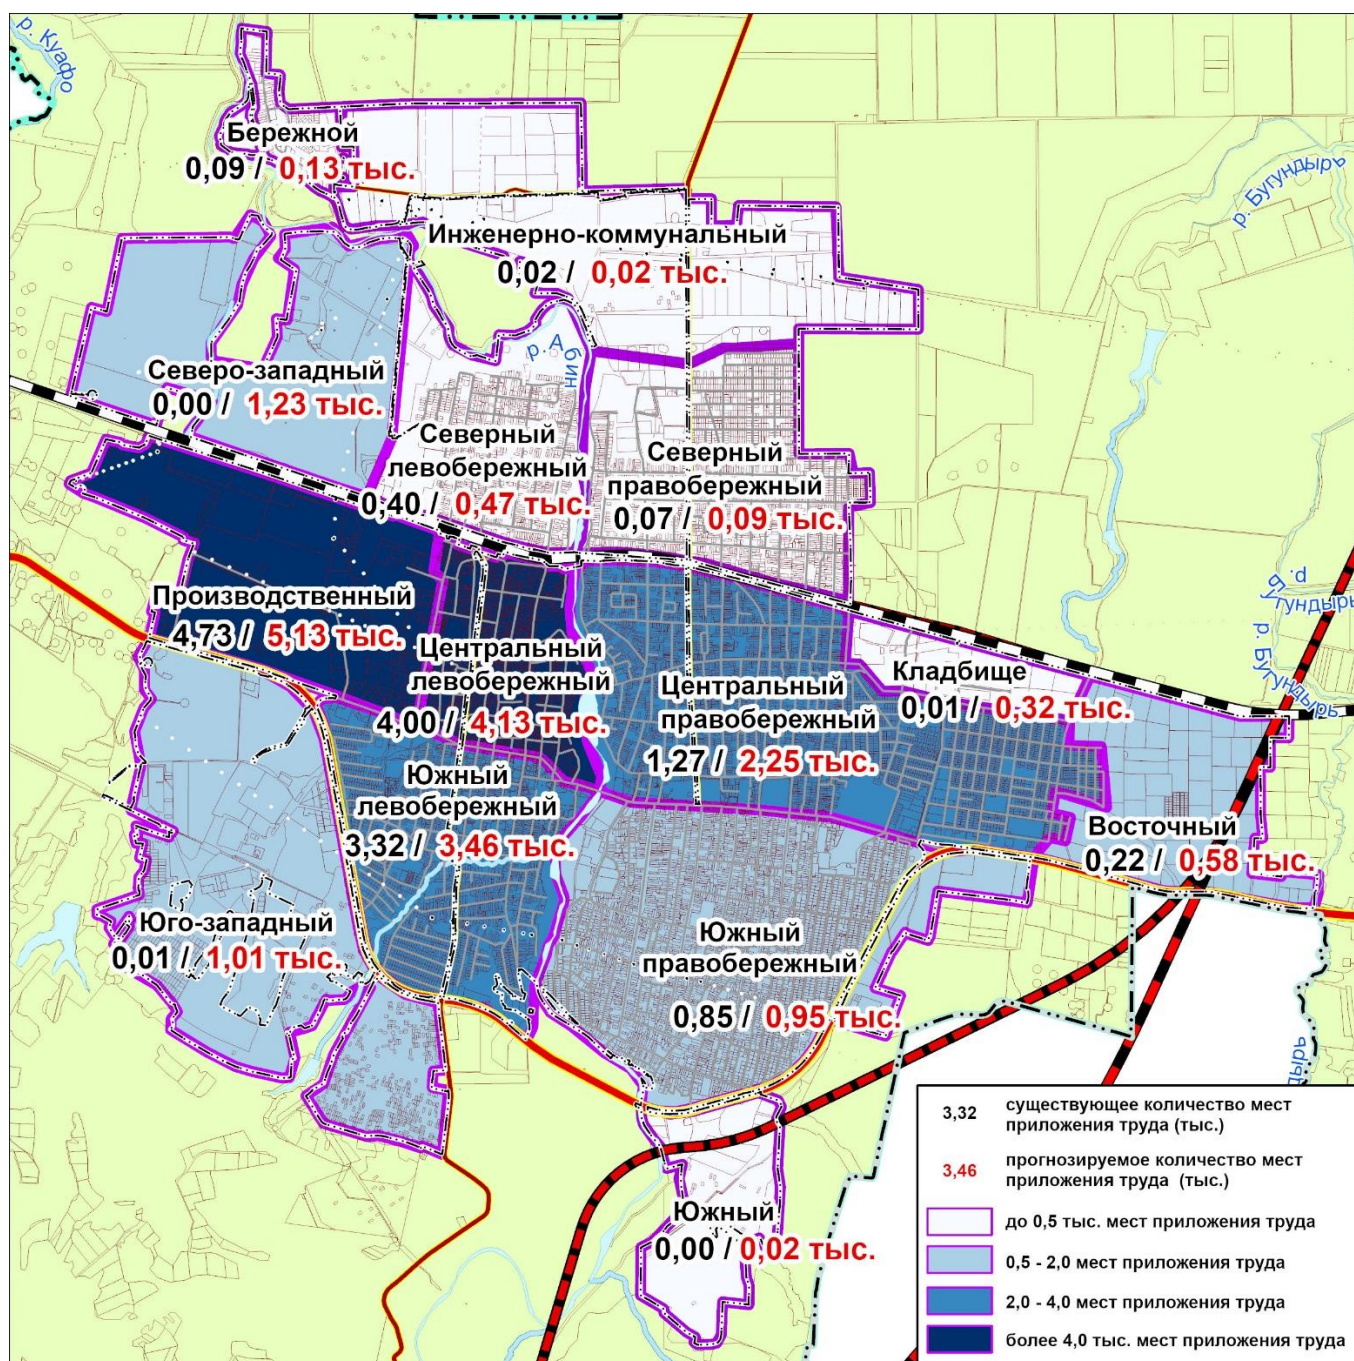 р. Куафо
Бережной
0,09 / 0,13 тыс.
р. Бугундырь
Инженерно-коммунальный
0,02 / 0,02 тыс.
р. Абин
Северо-западный
0,00 / 1,23 тыс.
Северный
левобережный
0,40 / 0,47 тыс.
Северный
правобережный
0,07 / 0,09 тыс.
р. Бугундырь
р. Бугундырь
Производственный
4,73 / 5,13 тыс.
Центральный
левобережный
4,00 / 4,13 тыс.
Центральный
правобережный
1,27 / 2,25 тыс.
Кладбище
0,01 / 0,32 тыс.
Южный
левобережный
3,32 / 3,46 тыс.
Восточный
0,22 / 0,58 тыс.
Юго-западный
0,01 / 1,01 тыс.
Южный
правобережный
0,85 / 0,95 тыс.
Южный
0,00 / 0,02 тыс.
3,32 существующее количество мест
приложения труда (тыс.)
3,46 прогнозируемое количество мест
приложения труда (тыс.)
до 0,5 тыс. мест приложения труда
0,5 - 2,0 мест приложения труда
2,0 - 4,0 мест приложения труда
более 4,0 тыс. мест приложения труда